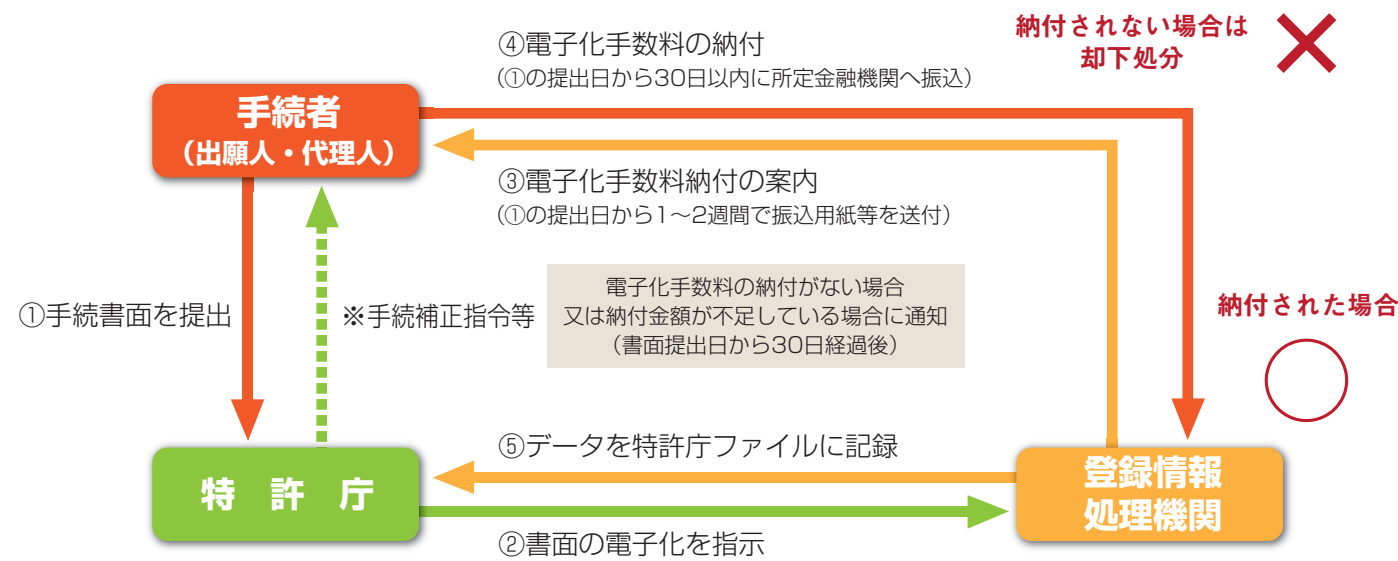 ④電子化手数料の納付
（①の提出日から30日以内に所定金融機関へ振込）
納付されない場合は
却下処分
手続者
（出願人・代理人）
③電子化手数料納付の案内
（①の提出日から1～2週間で振込用紙等を送付）
①手続書面を提出
※手続補正指令等
電子化手数料の納付がない場合
又は納付金額が不足している場合に通知
（書面提出日から30日経過後）
納付された場合
⑤データを特許庁ファイルに記録
特 許 庁
登録情報
処理機関
②書面の電子化を指示